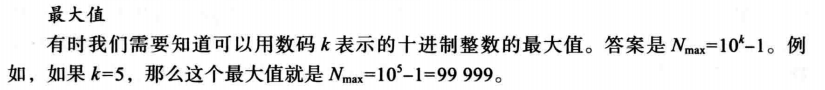 最大值
有时我们需要知道可以用数码 k 表示的十进制整数的最大值。答案是 Nmax=10^k−1。例
如，如果 k=5，那么这个最大值就是 Nmax=10^5−1=99 999。